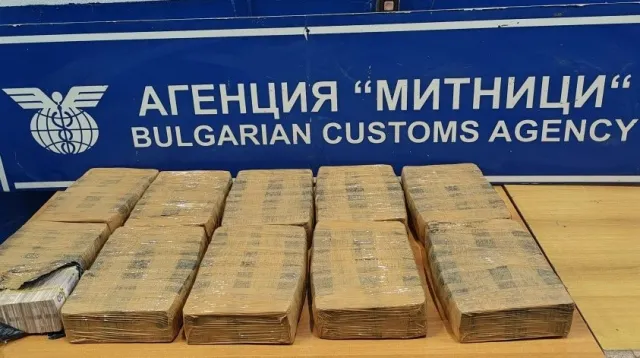 АГЕНЦИЯ “МИТНИЦИ“
BULGARIAN CUSTOMS AGENCY